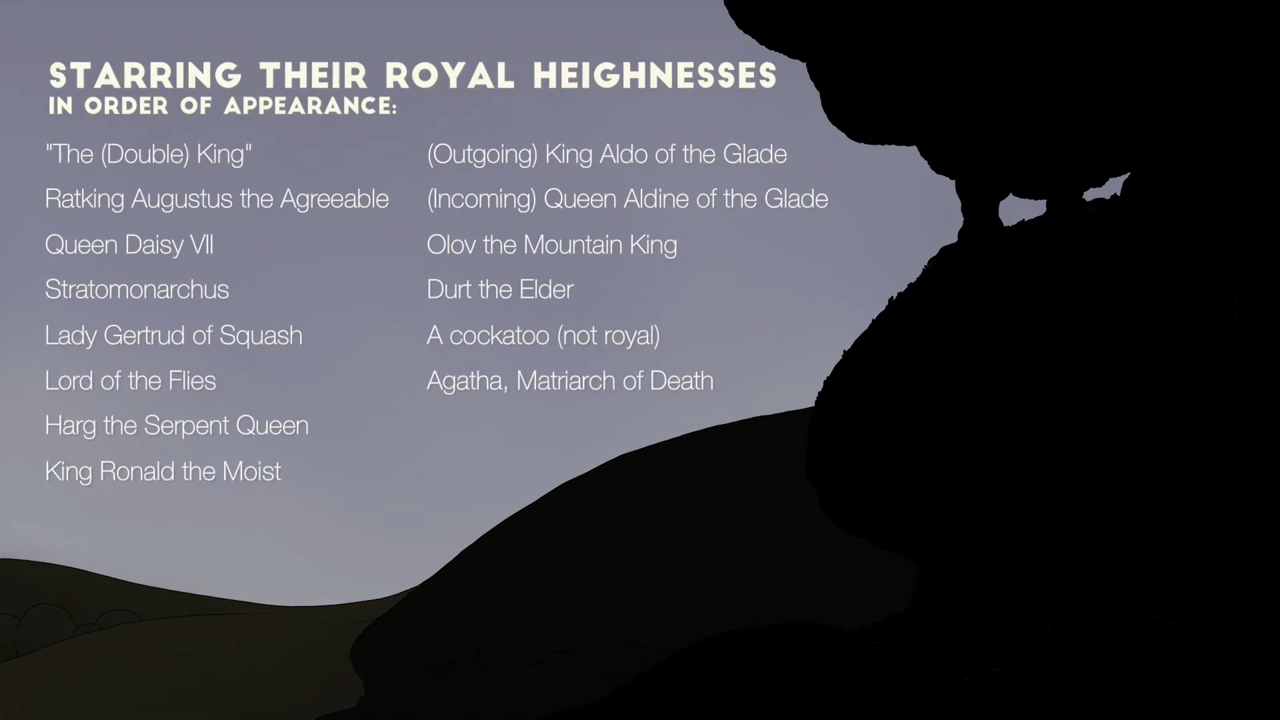 STARRING THEIR ROYAL HEIGHNESSES
IN ORDER OF APPEARANCE:
"The (Double) King"
Ratking Augustus the Agreeable
Queen Daisy VII
Stratomonarchus
Lady Gertrud of Squash
Lord of the Flies
Harg the Serpent Queen
King Ronald the Moist
(Outgoing) King Aldo of the Glade
(Incoming) Queen Aldine of the Glade
Olov the Mountain King
Durt the Elder
A cockatoo (not royal)
Agatha, Matriarch of Death